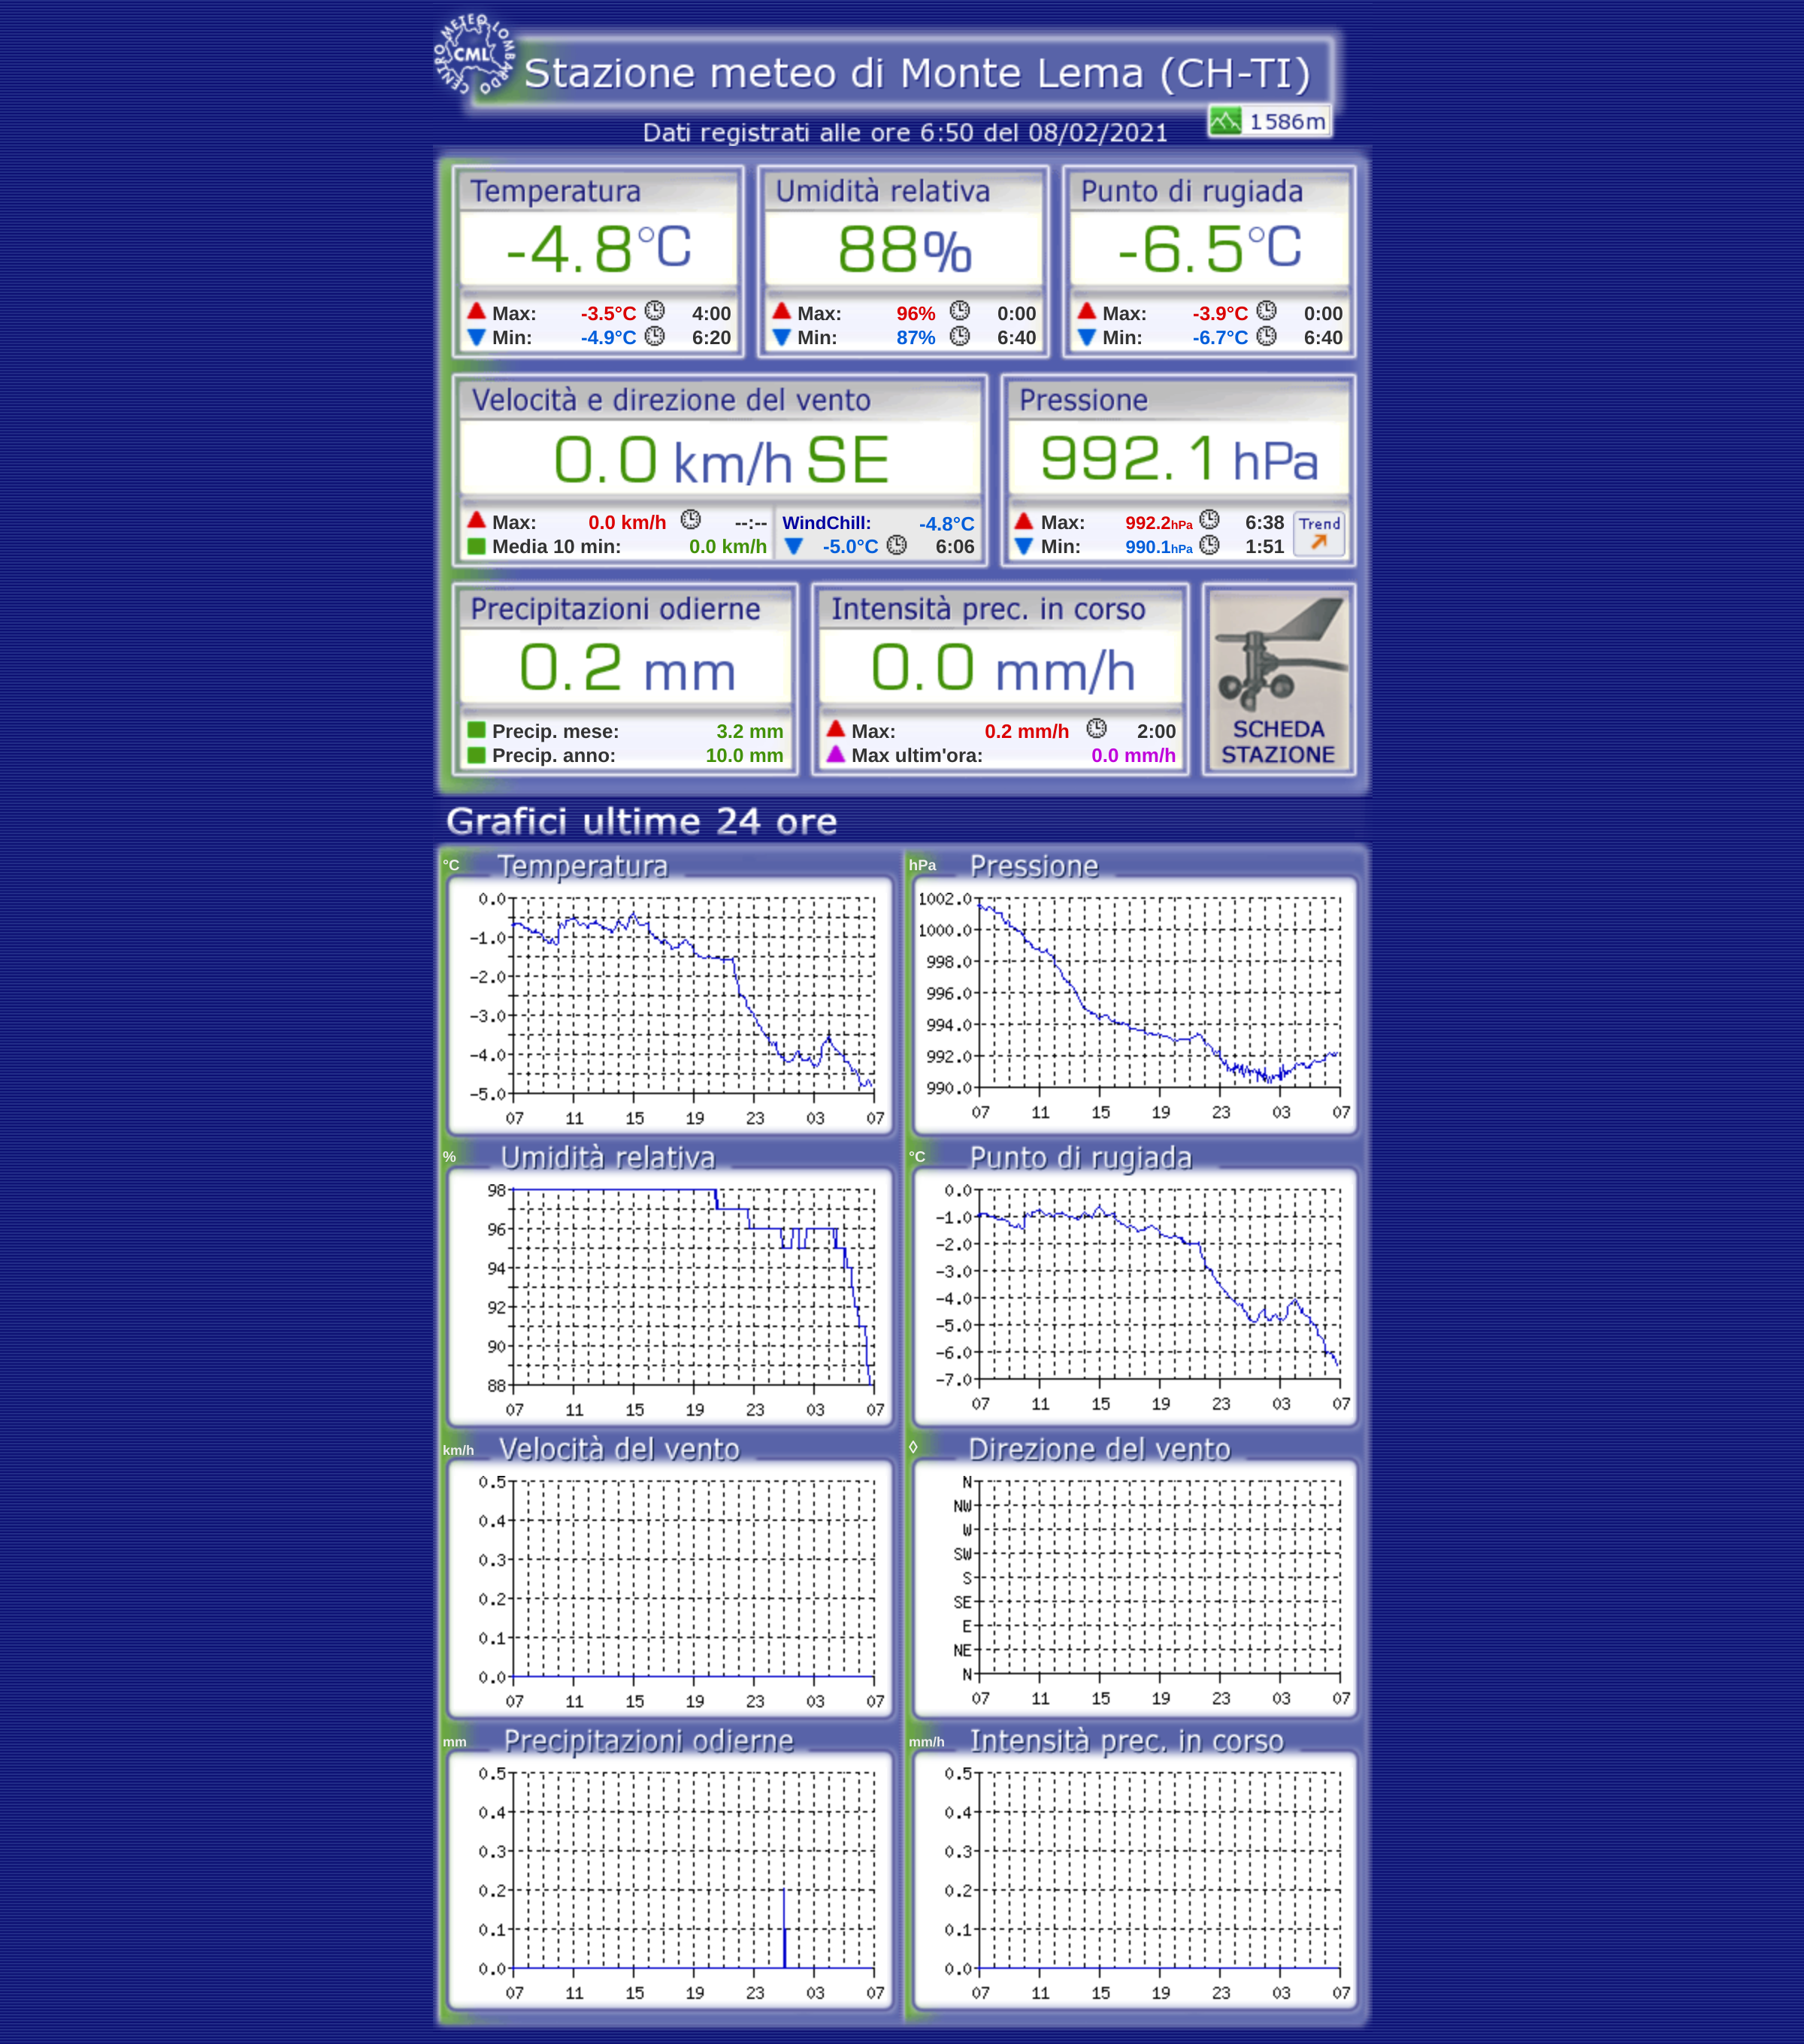 CENTRO METEO LOMBARDO
CML
Stazione meteo di Monte Lema (CH-TI)
1586m
Dati registrati alle ore 6:50 del 08/02/2021
Temperatura Umidità relativa Punto di rugiada
-4.8°C 88% -6.5°C
Max: -3.5°C 4:00 Max: 96% 0:00 Max: -3.9°C 0:00
Min: -4.9°C 6:20 Min: 87% 6:40 Min: -6.7°C 6:40
Velocità e direzione del vento Pressione
0.0 km/h SE 992.1 hPa
Max: 0.0 km/h --:-- WindChill: -4.8°C Max: 992.2hPa 6:38 Trend
Media 10 min: 0.0 km/h -5.0°C 6:06 Min: 990.1hPa 1:51
Precipitazioni odierne Intensità prec. in corso
0.2 mm 0.0 mm/h
Precip. mese: 3.2 mm Max: 0.2 mm/h 2:00 SCHEDA
Precip. anno: 10.0 mm Max ultim'ora: 0.0 mm/h STAZIONE
Grafici ultime 24 ore
°C Temperatura
0.0
-1.0
-2.0
-3.0
-4.0
-5.0
07 11 15 19 23 03 07
hPa Pressione
1002.0
1000.0
998.0
996.0
994.0
992.0
990.0
07 11 15 19 23 03 07
% Umidità relativa
98
96
94
92
90
88
07 11 15 19 23 03 07
°C Punto di rugiada
0.0
-1.0
-2.0
-3.0
-4.0
-5.0
-6.0
-7.0
07 11 15 19 23 03 07
km/h Velocità del vento
0.5
0.4
0.3
0.2
0.1
0.0
07 11 15 19 23 03 07
◊ Direzione del vento
N
NW
W
SW
S
SE
E
NE
N
07 11 15 19 23 03 07
mm Precipitazioni odierne
0.5
0.4
0.3
0.2
0.1
0.0
07 11 15 19 23 03 07
mm/h Intensità prec. in corso
0.5
0.4
0.3
0.2
0.1
0.0
07 11 15 19 23 03 07